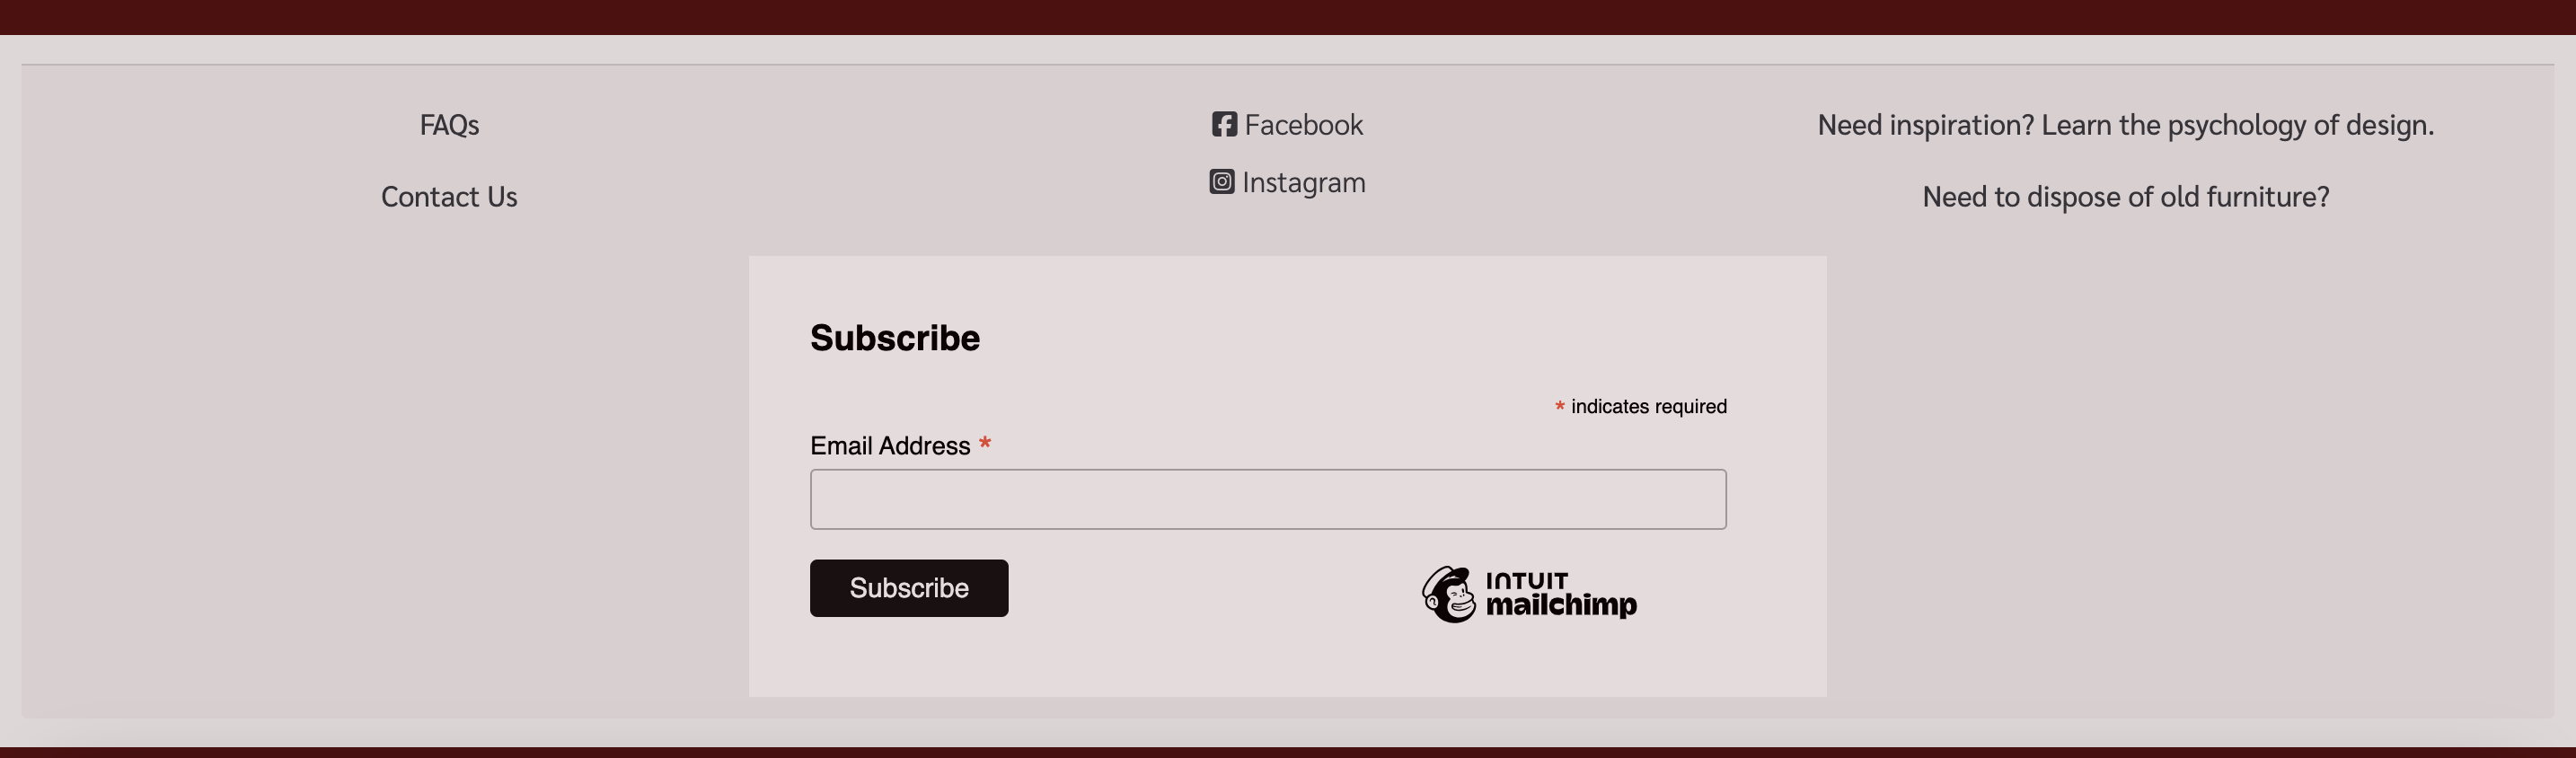 FAQs
Contact Us
Facebook
Instagram
Need inspiration? Learn the psychology of design.
Need to dispose of old furniture?
Subscribe
* indicates required
Email Address *
Subscribe
INTUIT
mailchimp